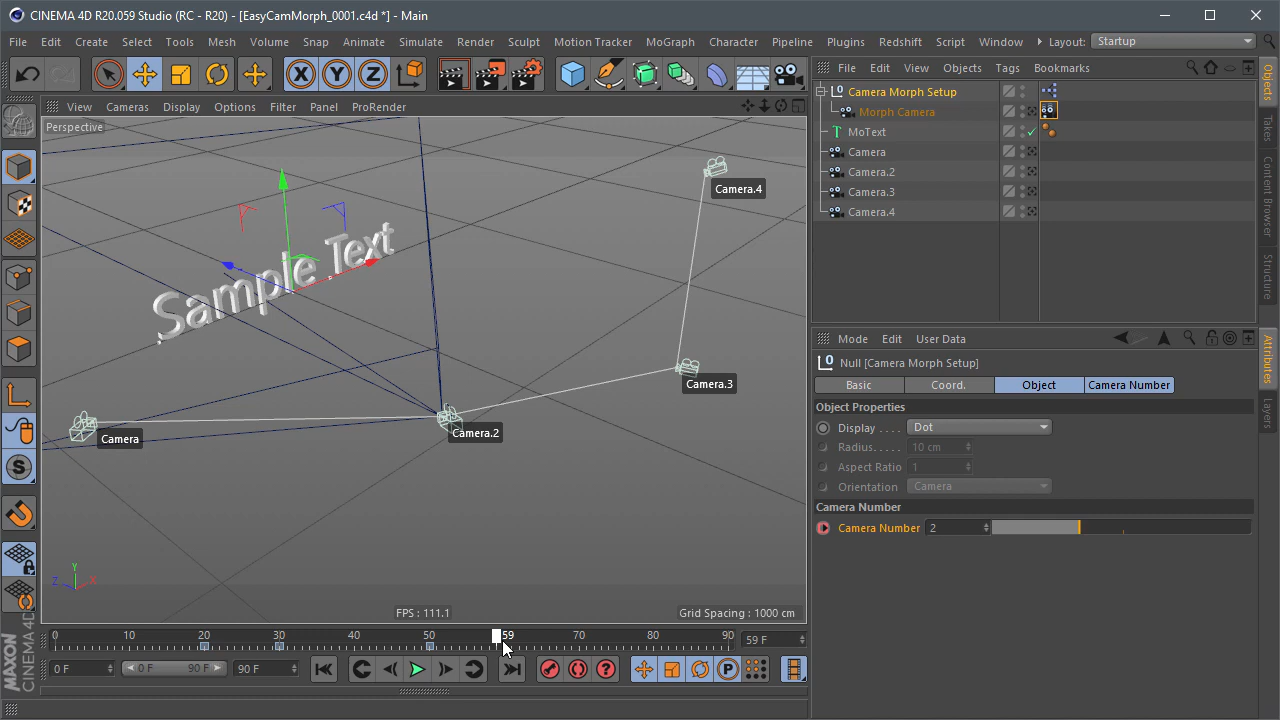 CINEMA 4D R20.059 Studio (RC - R20) - [EasyCamMorph_0001.c4d *] - Main
File Edit Create Select Tools Mesh Volume Snap Animate Simulate Render Sculpt Motion Tracker MoGraph Character Pipeline Plugins Redshift Script Window Layout: Startup
X Y Z
File Edit View Objects Tags Bookmarks
Camera Morph Setup
Morph Camera
MoText
Camera
Camera.2
Camera.3
Camera.4
Objects
Takes
Content Browser
Structure
View Cameras Display Options Filter Panel ProRender
Perspective
Camera.4
Sample Text
Camera.3
Camera.2
Camera
Y
Z X
FPS : 111.1
Grid Spacing : 1000 cm
Mode Edit User Data
Null [Camera Morph Setup]
Basic Coord. Object Camera Number
Object Properties
Display . . . . Dot
Radius. . . . . 10 cm
Aspect Ratio 1
Orientation Camera
Camera Number
Camera Number 2
Attributes
Layers
0 10 20 30 40 50 59 70 80 90 59 F
0 F 0 F 90 F 90 F
P
S
MAXON
CINEMA 4D